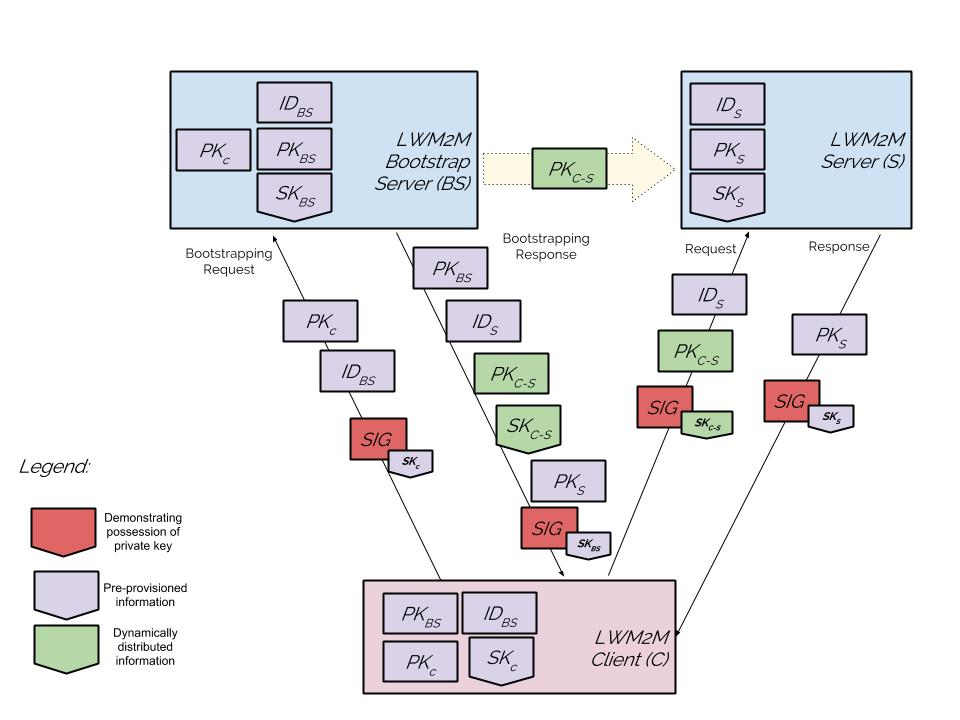 ID_BS
PK_c
PK_BS
SK_BS
LWM2M
Bootstrap
Server (BS)
PK_C-S
ID_S
PK_S
SK_S
LWM2M
Server (S)
Bootstrapping
Request
PK_c
ID_BS
SIG
SK_c
Bootstrapping
Response
PK_BS
ID_S
PK_C-S
SK_C-S
PK_S
SIG
SK_BS
Request
ID_S
PK_C-S
SIG
SK_C-S
Response
PK_S
SIG
SK_S
Legend:
Demonstrating
possession of
private key
Pre-provisioned
information
Dynamically
distributed
information
PK_BS
ID_BS
PK_c
SK_c
LWM2M
Client (C)